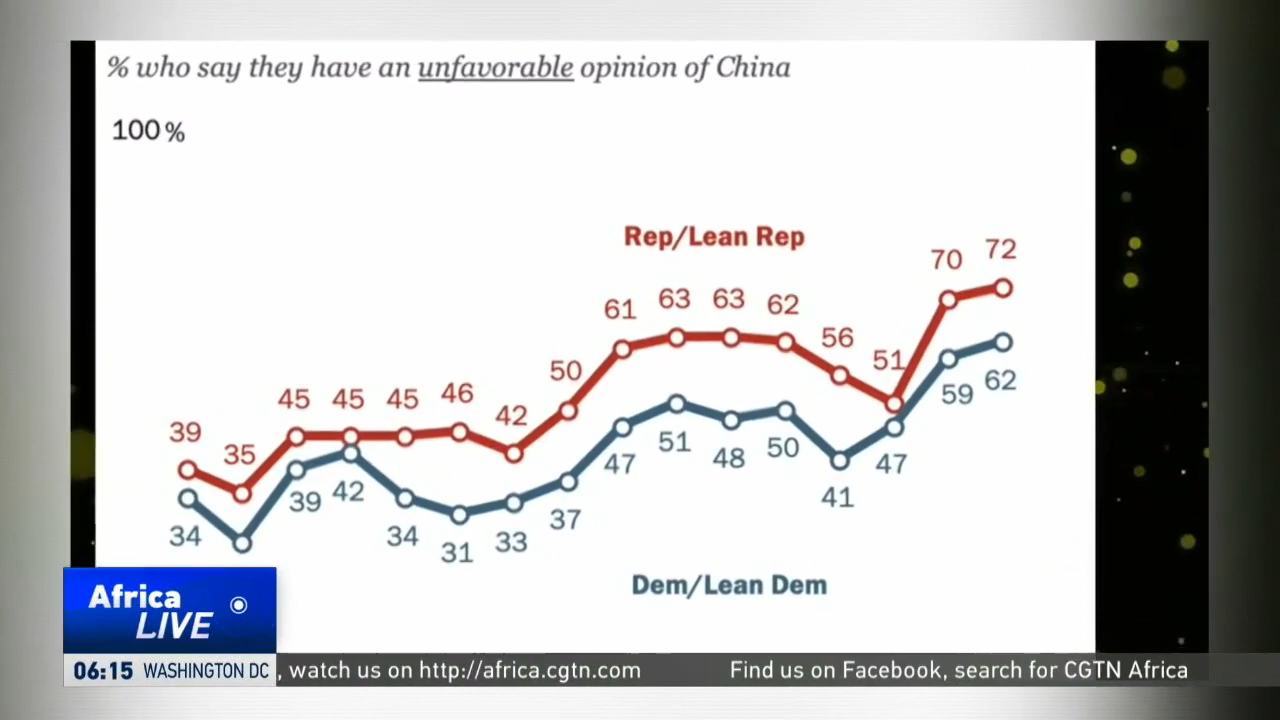 % who say they have an unfavorable opinion of China
100%
Rep/Lean Rep
39 35 45 45 45 46 42 50 61 63 63 62 56 51 70 72
34 39 42 34 31 33 37 47 51 48 50 41 47 59 62
Dem/Lean Dem
Africa
LIVE
06:15 WASHINGTON DC , watch us on http://africa.cgtn.com Find us on Facebook, search for CGTN Africa